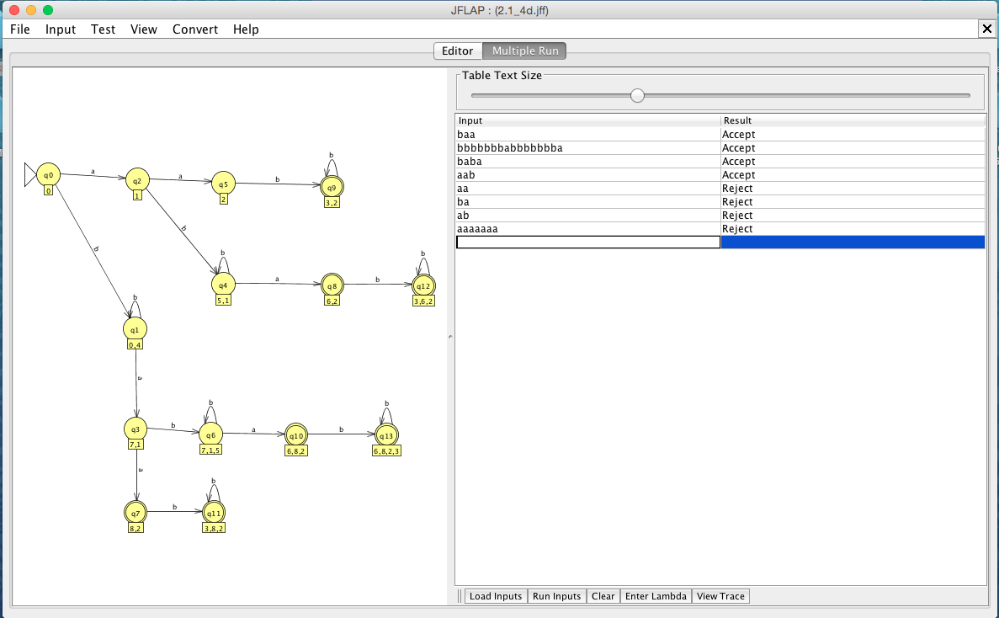 JFLAP : (2.1_4d.jff)
File Input Test View Convert Help
Editor Multiple Run
Table Text Size
Input Result
baa Accept
bbbbbbbabbbbbbba Accept
baba Accept
aab Accept
aa Reject
ba Reject
ab Reject
aaaaaaa Reject
b
q0 a q2 a q5 b q9
0 1 2 3,2
b b b
q4 a q8 b q12
5,1 6,2 3,6,2
b b
q1
0,4
a
b b
q3 b q6 a q10 b q13
7,1 7,1,5 6,8,2 6,8,2,3
a b
q7 b q11
8,2 3,8,2
Load Inputs Run Inputs Clear Enter Lambda View Trace